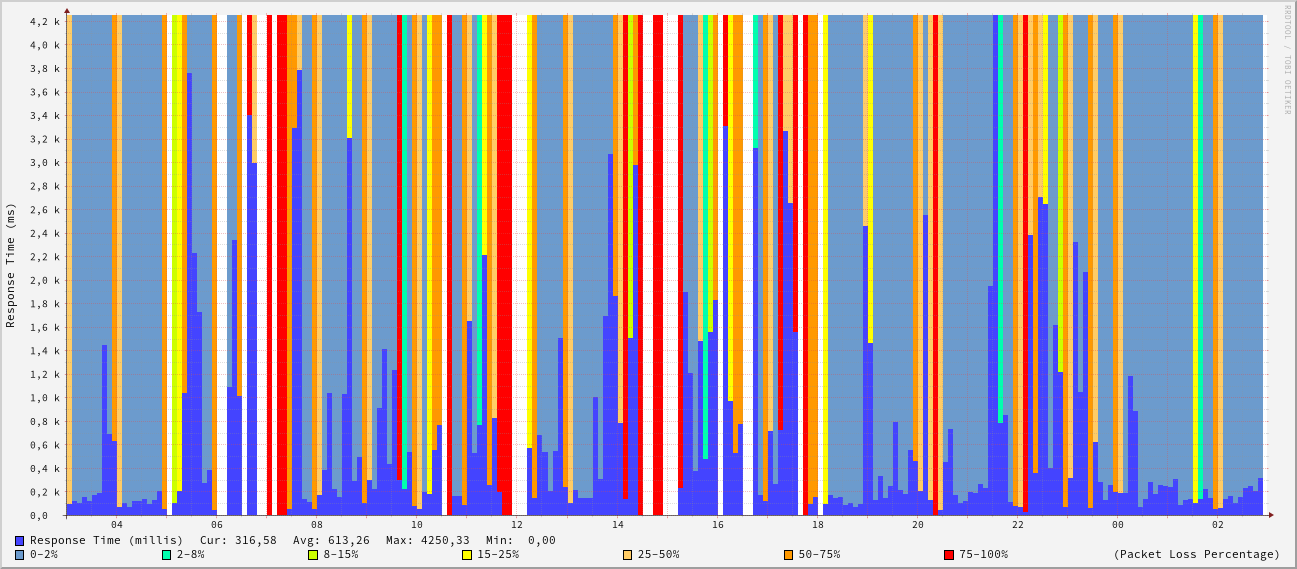 RRDTOOL / TOBI OETIKER
Response Time (ms)
4,2 k
4,0 k
3,8 k
3,6 k
3,4 k
3,2 k
3,0 k
2,8 k
2,6 k
2,4 k
2,2 k
2,0 k
1,8 k
1,6 k
1,4 k
1,2 k
1,0 k
0,8 k
0,6 k
0,4 k
0,2 k
0,0
04 06 08 10 12 14 16 18 20 22 00 02
Response Time (millis) Cur: 316,58 Avg: 613,26 Max: 4250,33 Min: 0,00
0-2% 2-8% 8-15% 15-25% 25-50% 50-75% 75-100% (Packet Loss Percentage)